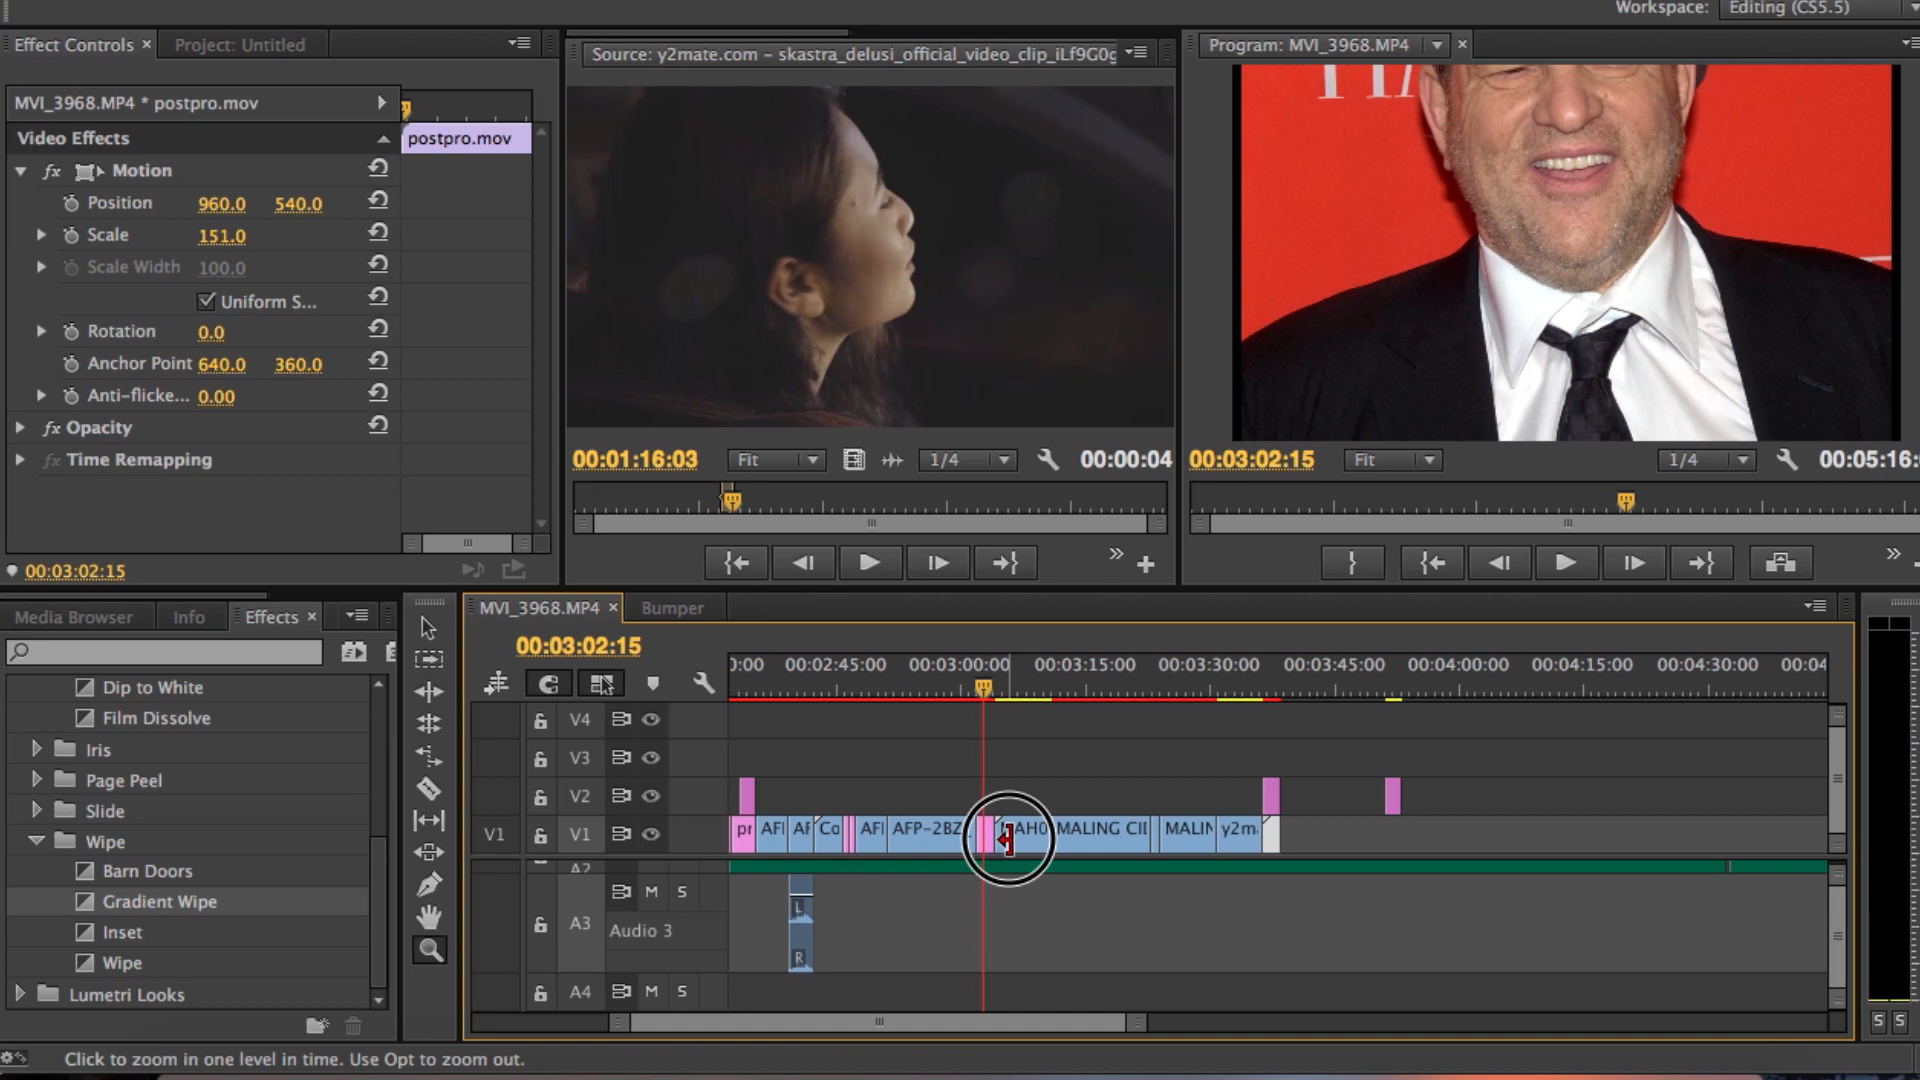 Workspace: Editing (CS5.5)
Effect Controls × Project: Untitled
Source: y2mate.com – skastra_delusi_official_video_clip_iLf9G0g
Program: MVI_3968.MP4 ×
MVI_3968.MP4 * postpro.mov
Video Effects
postpro.mov
fx Motion
Position 960.0 540.0
Scale 151.0
Scale Width 100.0
Uniform S...
Rotation 0.0
Anchor Point 640.0 360.0
Anti-flicke... 0.00
fx Opacity
fx Time Remapping
00:03:02:15
00:01:16:03 Fit 1/4 00:00:04
00:03:02:15 Fit 1/4 00:05:16:
Media Browser Info Effects ×
Dip to White
Film Dissolve
Iris
Page Peel
Slide
Wipe
Barn Doors
Gradient Wipe
Inset
Wipe
Lumetri Looks
MVI_3968.MP4 × Bumper
00:03:02:15
0:00 00:02:45:00 00:03:00:00 00:03:15:00 00:03:30:00 00:03:45:00 00:04:00:00 00:04:15:00 00:04:30:00 00:04
V4
V3
V2
V1 V1 pr AFI AF Co AFI AFP-2BZ AH0 MALING CII MALIN y2m
A2
M S
A3 Audio 3
L
R
A4 M S
S S
Click to zoom in one level in time. Use Opt to zoom out.